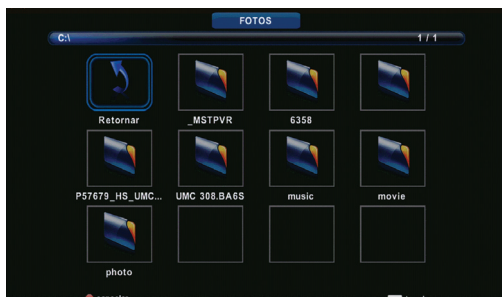 FOTOS
C:\ 1 / 1
Retornar _MSTPVR 6358
P57679_HS_UMC... UMC 308.BA6S music movie
photo